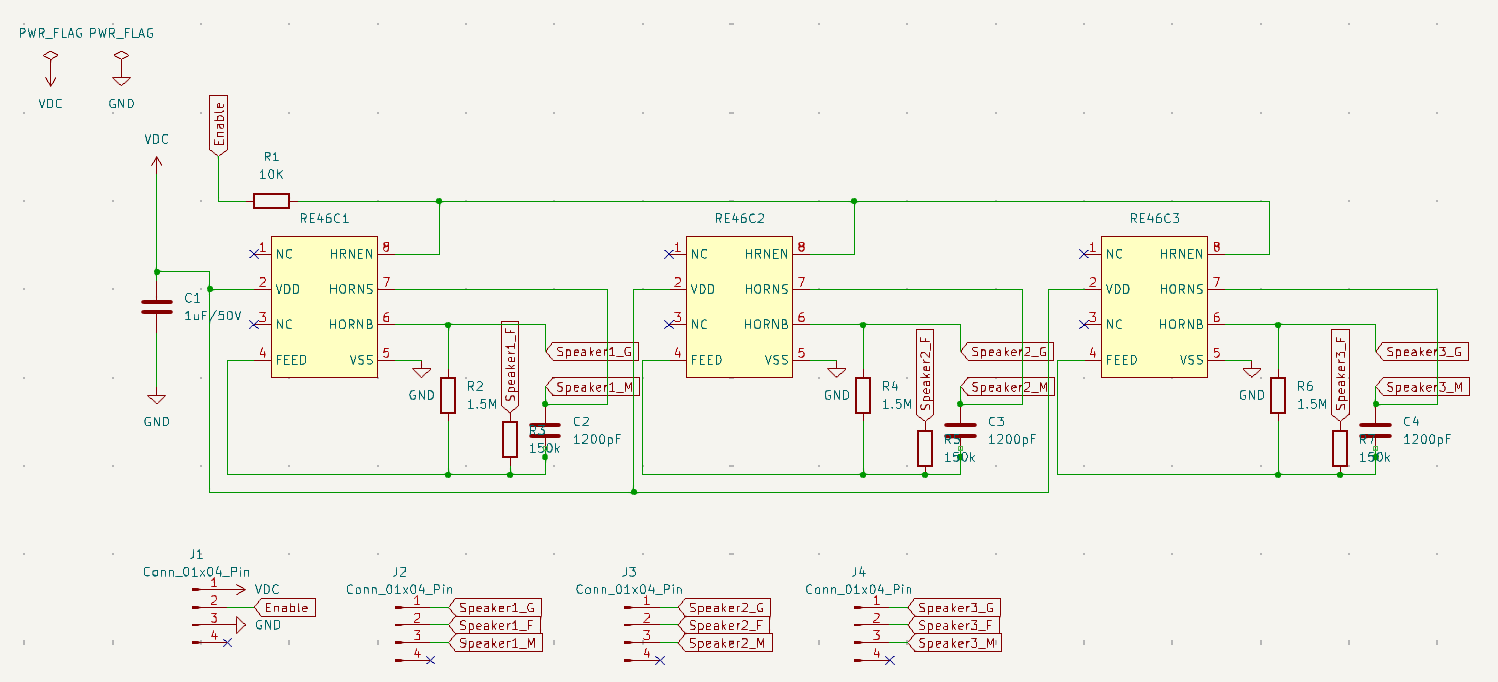 PWR_FLAG PWR_FLAG
VDC GND
Enable
VDC
R1
10K
RE46C1
1 NC HRNEN 8
2 VDD HORNS 7
3 NC HORNB 6
4 FEED VSS 5
C1
1uF/50V
GND
GND
R2
1.5M
Speaker1_F
Speaker1_G
Speaker1_M
R3
150k
C2
1200pF
RE46C2
1 NC HRNEN 8
2 VDD HORNS 7
3 NC HORNB 6
4 FEED VSS 5
GND
R4
1.5M
Speaker2_F
Speaker2_G
Speaker2_M
R5
150k
C3
1200pF
RE46C3
1 NC HRNEN 8
2 VDD HORNS 7
3 NC HORNB 6
4 FEED VSS 5
GND
R6
1.5M
Speaker3_F
Speaker3_G
Speaker3_M
R7
150k
C4
1200pF
J1
Conn_01x04_Pin
1 VDC
2 Enable
3 GND
4
J2
Conn_01x04_Pin
1 Speaker1_G
2 Speaker1_F
3 Speaker1_M
4
J3
Conn_01x04_Pin
1 Speaker2_G
2 Speaker2_F
3 Speaker2_M
4
J4
Conn_01x04_Pin
1 Speaker3_G
2 Speaker3_F
3 Speaker3_M
4